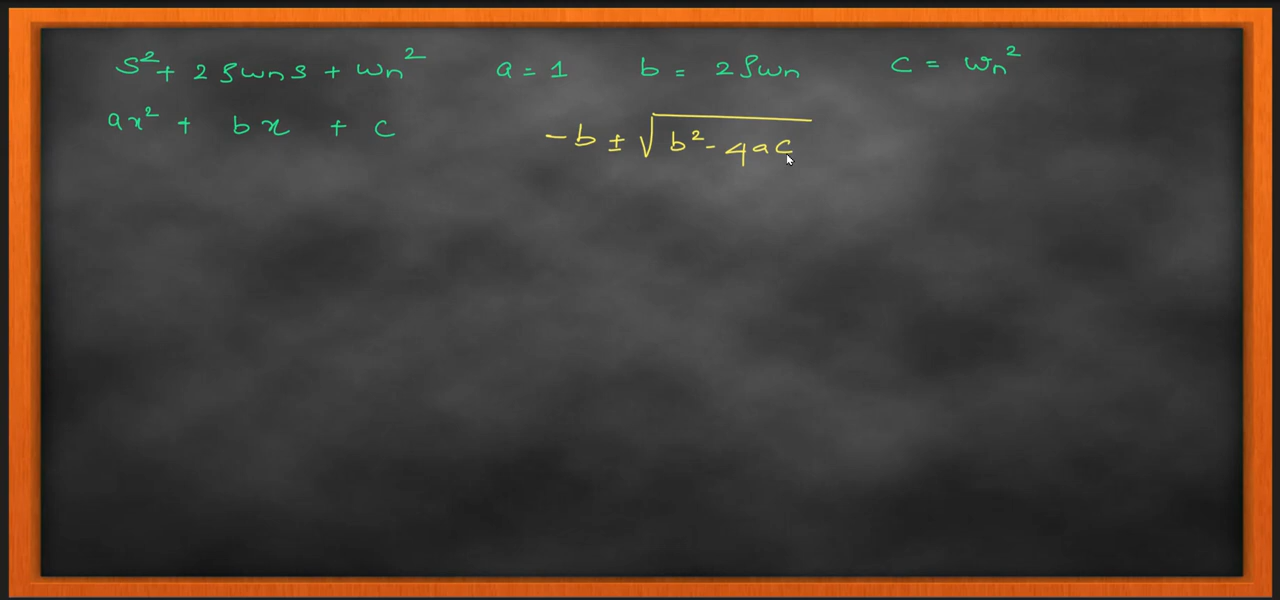 s² + 2ζωns + ωn² a = 1 b = 2ζωn c = ωn²
ax² + bx + c
-b ± √b² - 4ac